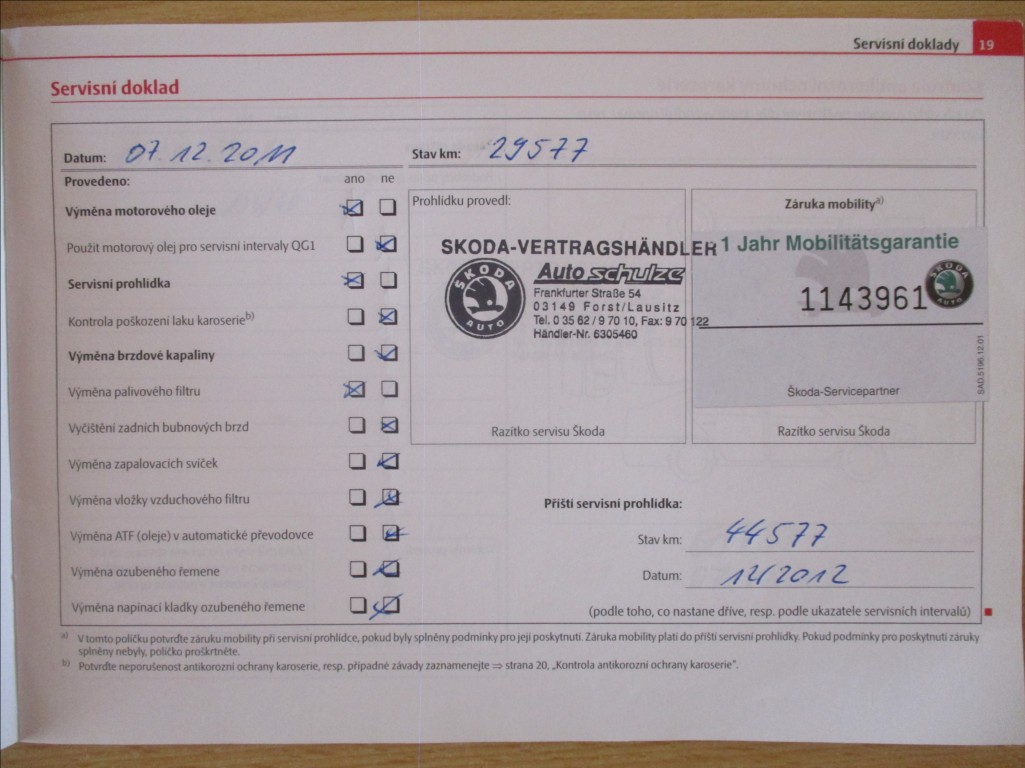 Servisní doklady 19
Servisní doklad
Datum: 07.12.2011 Stav km: 29577
Provedeno: ano ne
Výměna motorového oleje
Použit motorový olej pro servisní intervaly QG1
Servisní prohlídka
Kontrola poškození laku karoserie b)
Výměna brzdové kapaliny
Výměna palivového filtru
Vyčištění zadních bubnových brzd
Výměna zapalovacích svíček
Výměna vložky vzduchového filtru
Výměna ATF (oleje) v automatické převodovce
Výměna ozubeného řemene
Výměna napínací kladky ozubeného řemene
Prohlídku provedl:
SKODA-VERTRAGSHÄNDLER
SKODA
AUTO
Auto schulze
Frankfurter Straße 54
03149 Forst/Lausitz
Tel. 0 35 62 / 9 70 10, Fax: 9 70 122
Händler-Nr. 6305460
Razítko servisu Škoda
Záruka mobility a)
1 Jahr Mobilitätsgarantie
1143961
SKODA
AUTO
Škoda-Servicepartner
SAD.5196.12.01
Razítko servisu Škoda
Příští servisní prohlídka:
Stav km: 44577
Datum: 12/2012
(podle toho, co nastane dříve, resp. podle ukazatele servisních intervalů)
a) V tomto políčku potvrďte záruku mobility při servisní prohlídce, pokud byly splněny podmínky pro její poskytnutí. Záruka mobility platí do příští servisní prohlídky. Pokud podmínky pro poskytnutí záruky
splněny nebyly, políčko proškrtněte.
b) Potvrďte neporušenost antikorozní ochrany karoserie, resp. případné závady zaznamenejte ⇒ strana 20, „Kontrola antikorozní ochrany karoserie“.